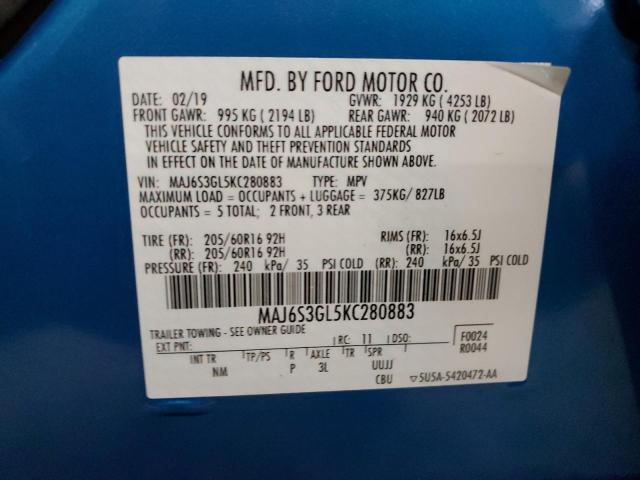 MFD. BY FORD MOTOR CO.
DATE: 02/19 GVWR: 1929 KG ( 4253 LB)
FRONT GAWR: 995 KG ( 2194 LB) REAR GAWR: 940 KG ( 2072 LB)
THIS VEHICLE CONFORMS TO ALL APPLICABLE FEDERAL MOTOR
VEHICLE SAFETY AND THEFT PREVENTION STANDARDS
IN EFFECT ON THE DATE OF MANUFACTURE SHOWN ABOVE.
VIN: MAJ6S3GL5KC280883 TYPE: MPV
MAXIMUM LOAD = OCCUPANTS + LUGGAGE = 375KG/ 827LB
OCCUPANTS = 5 TOTAL; 2 FRONT, 3 REAR
TIRE (FR): 205/60R16 92H RIMS (FR): 16x6.5J
(RR): 205/60R16 92H (RR): 16x6.5J
PRESSURE (FR): 240 kPa/ 35 PSI COLD (RR): 240 kPa/ 35 PSI COLD
MAJ6S3GL5KC280883
TRAILER TOWING - SEE OWNER GUIDE
EXT PNT: RC: 11 DSO: F0024
R0044
INT TR TP/PS R AXLE TR SPR
NM P 3L UUJJ
CBU ▽5U5A-5420472-AA